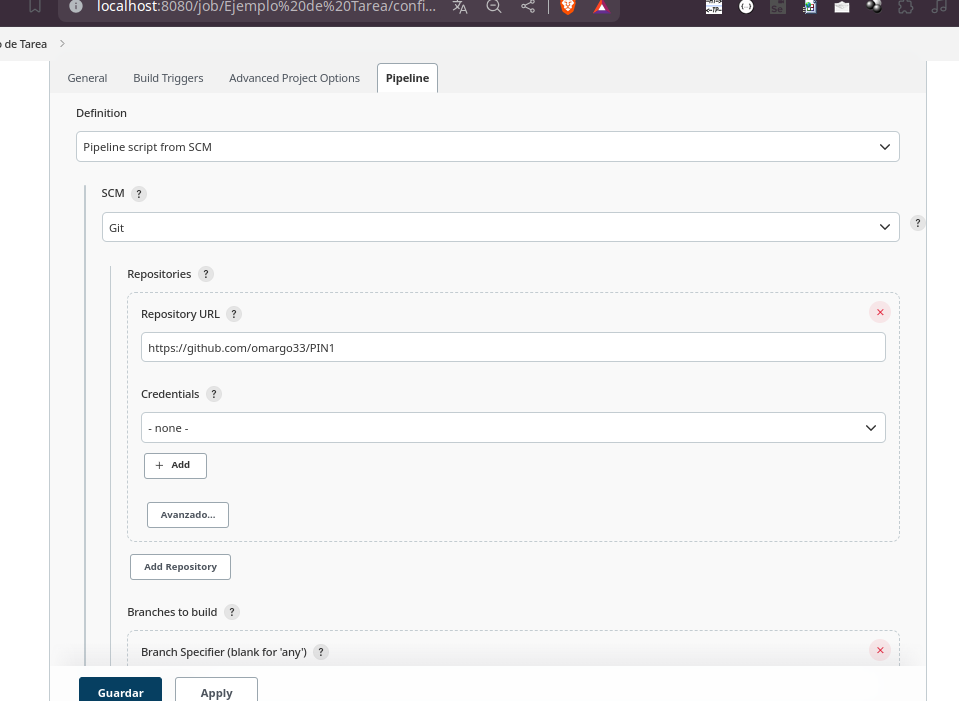 localhost:8080/job/Ejemplo%20de%20Tarea/confi...
de Tarea
General Build Triggers Advanced Project Options Pipeline
Definition
Pipeline script from SCM
SCM ?
Git
?
Repositories ?
Repository URL ?
https://github.com/omargo33/PIN1
Credentials ?
- none -
+ Add
Avanzado...
Add Repository
Branches to build ?
Branch Specifier (blank for 'any') ?
Guardar Apply